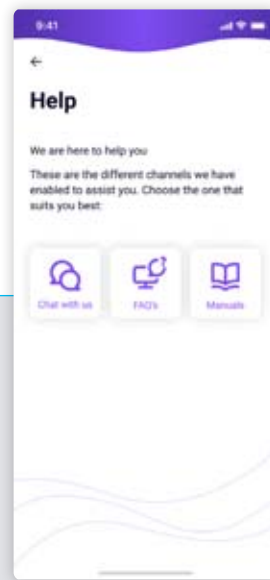 9:41
Help
We are here to help you
These are the different channels we have
enabled to assist you. Choose the one that
suits you best:
Chat with us
FAQ's
Manuals